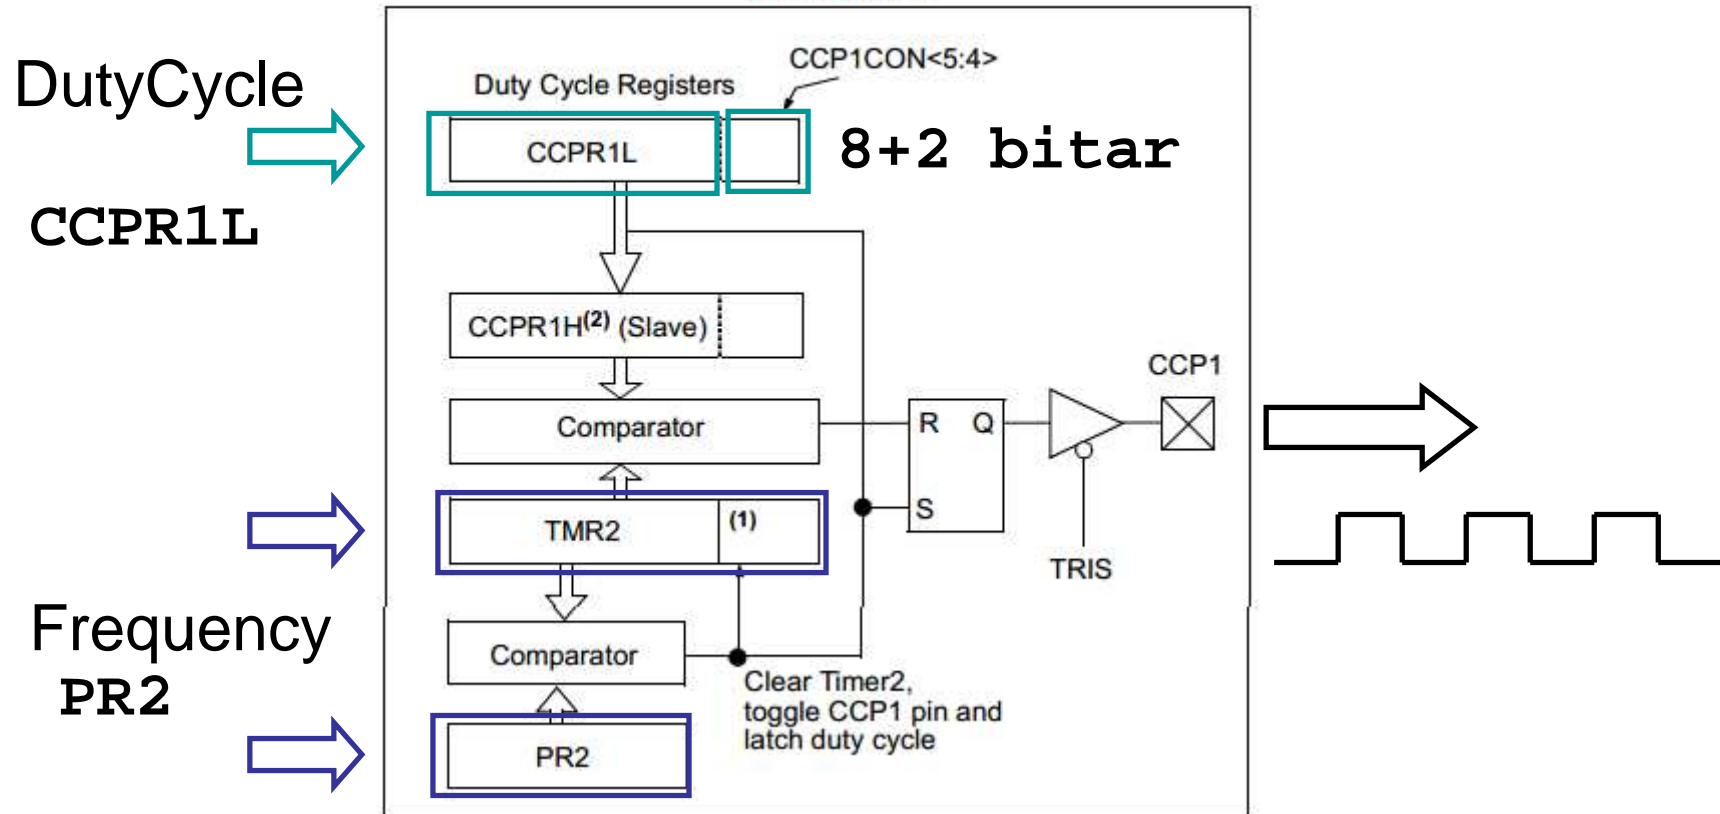 DutyCycle
CCPR1L
Frequency
PR2
CCP1CON<5:4>
Duty Cycle Registers
CCPR1L
8+2 bitar
CCPR1H(2) (Slave)
Comparator
R Q
S
CCP1
TMR2
(1)
TRIS
Comparator
Clear Timer2,
toggle CCP1 pin and
latch duty cycle
PR2